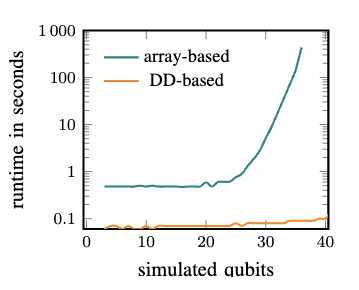 1 000
100
10
1
0.1
runtime in seconds
array-based
DD-based
0 10 20 30 40
simulated qubits